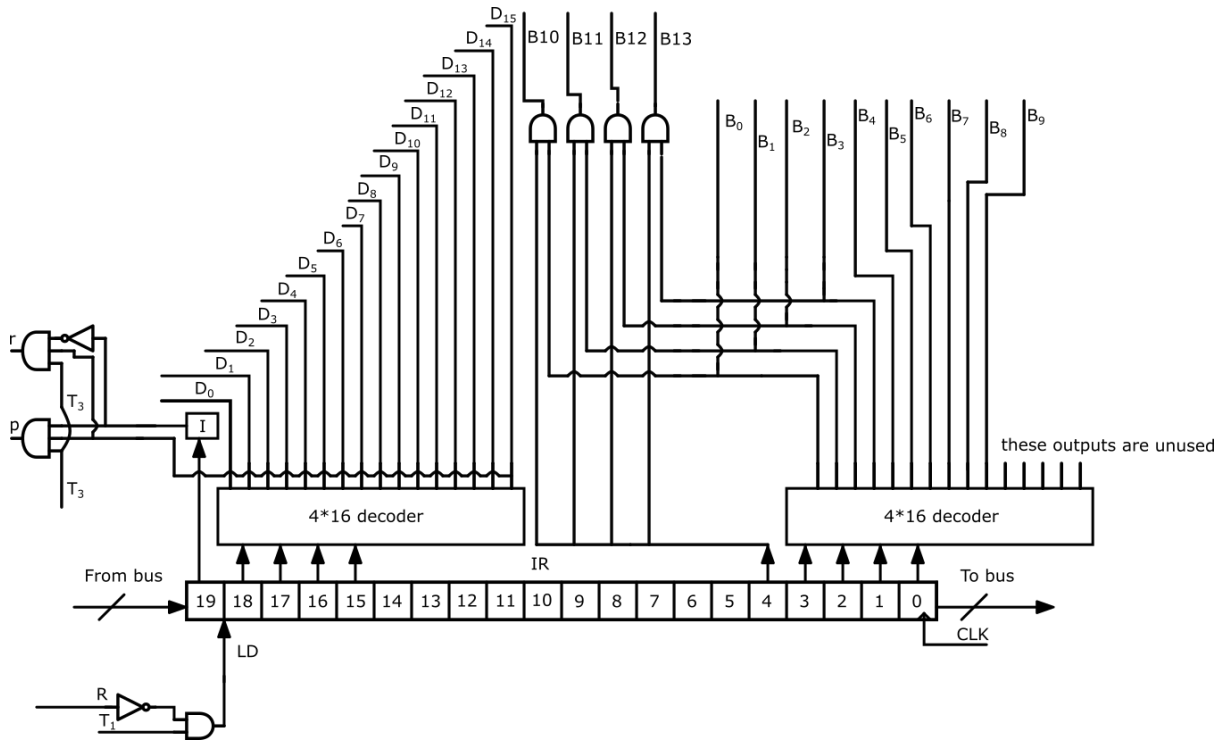 D15
D14
D13
D12
D11
D10
D9
D8
D7
D6
D5
D4
D3
D2
D1
D0
B10 B11 B12 B13
B0 B1 B2 B3 B4 B5 B6 B7 B8 B9
r
T3
p
T3
I
these outputs are unused
4*16 decoder
4*16 decoder
IR
From bus
To bus
19 18 17 16 15 14 13 12 11 10 9 8 7 6 5 4 3 2 1 0
CLK
LD
R
T1